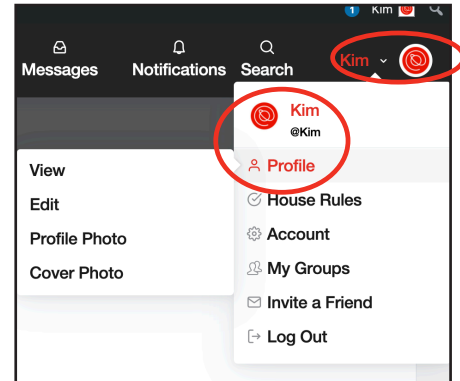 1 Kim
Messages Notifications Search Kim
Kim
@Kim
Profile
House Rules
Account
My Groups
Invite a Friend
Log Out
View
Edit
Profile Photo
Cover Photo